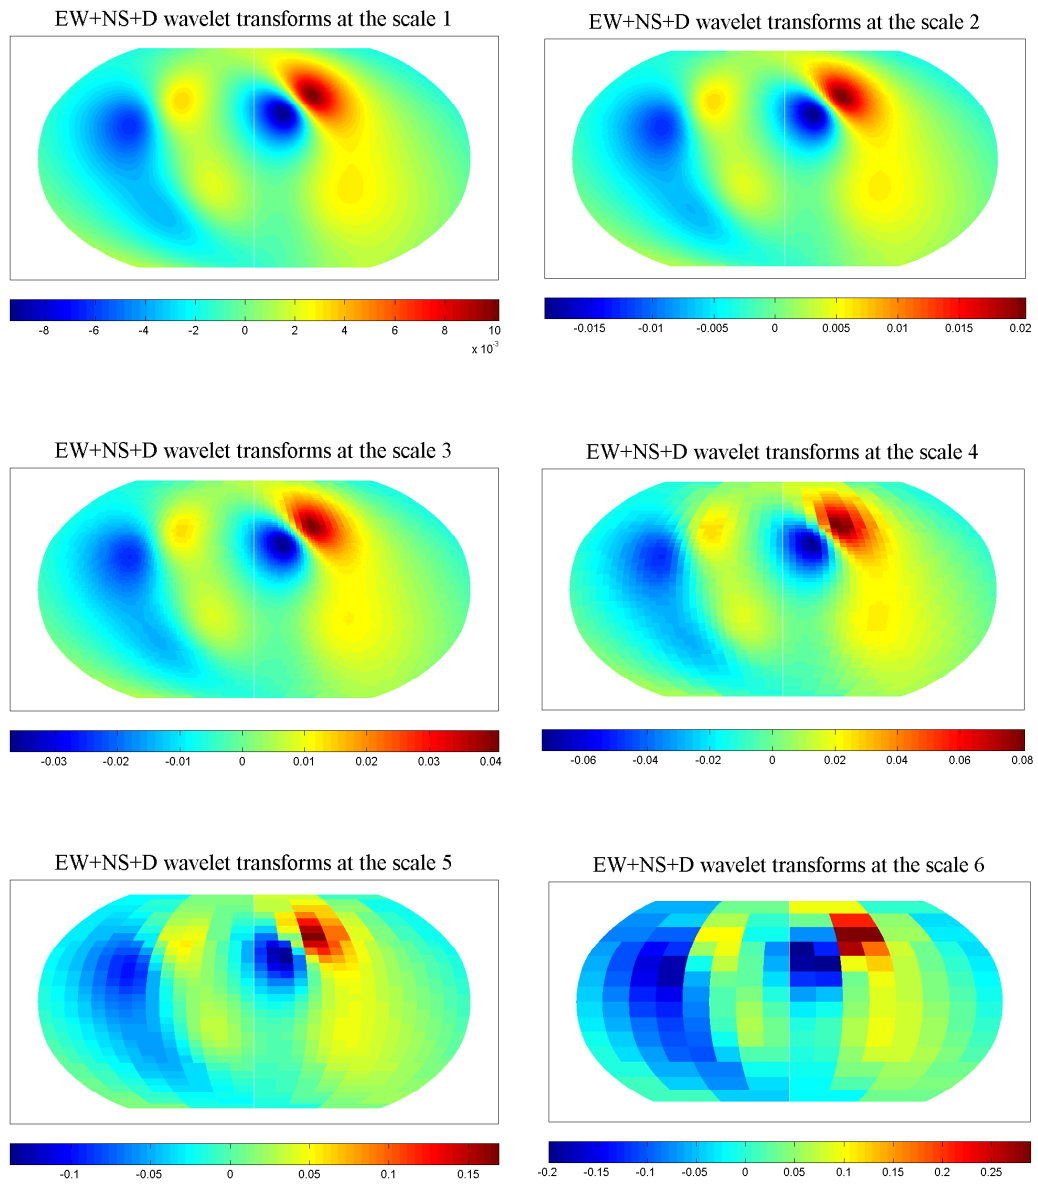 EW+NS+D wavelet transforms at the scale 1
EW+NS+D wavelet transforms at the scale 2
-8 -6 -4 -2 0 2 4 6 8 10
x 10-3
-0.015 -0.01 -0.005 0 0.005 0.01 0.015 0.02
EW+NS+D wavelet transforms at the scale 3
EW+NS+D wavelet transforms at the scale 4
-0.03 -0.02 -0.01 0 0.01 0.02 0.03 0.04
-0.06 -0.04 -0.02 0 0.02 0.04 0.06 0.08
EW+NS+D wavelet transforms at the scale 5
EW+NS+D wavelet transforms at the scale 6
-0.1 -0.05 0 0.05 0.1 0.15
-0.2 -0.15 -0.1 -0.05 0 0.05 0.1 0.15 0.2 0.25